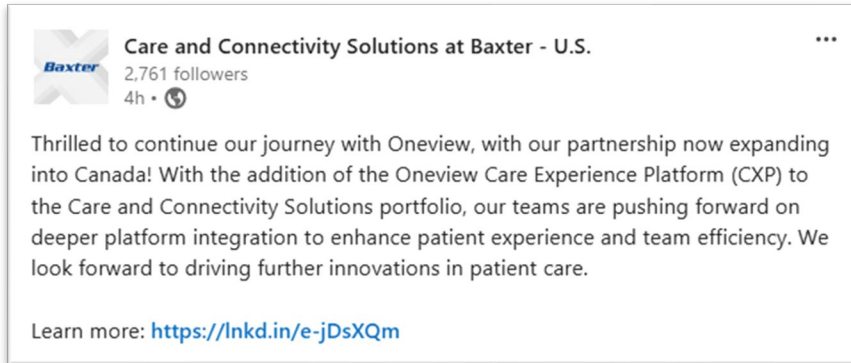 Baxter
Care and Connectivity Solutions at Baxter - U.S.
2,761 followers
4h •
Thrilled to continue our journey with Oneview, with our partnership now expanding
into Canada! With the addition of the Oneview Care Experience Platform (CXP) to
the Care and Connectivity Solutions portfolio, our teams are pushing forward on
deeper platform integration to enhance patient experience and team efficiency. We
look forward to driving further innovations in patient care.
Learn more: https://lnkd.in/e-jDsXQm